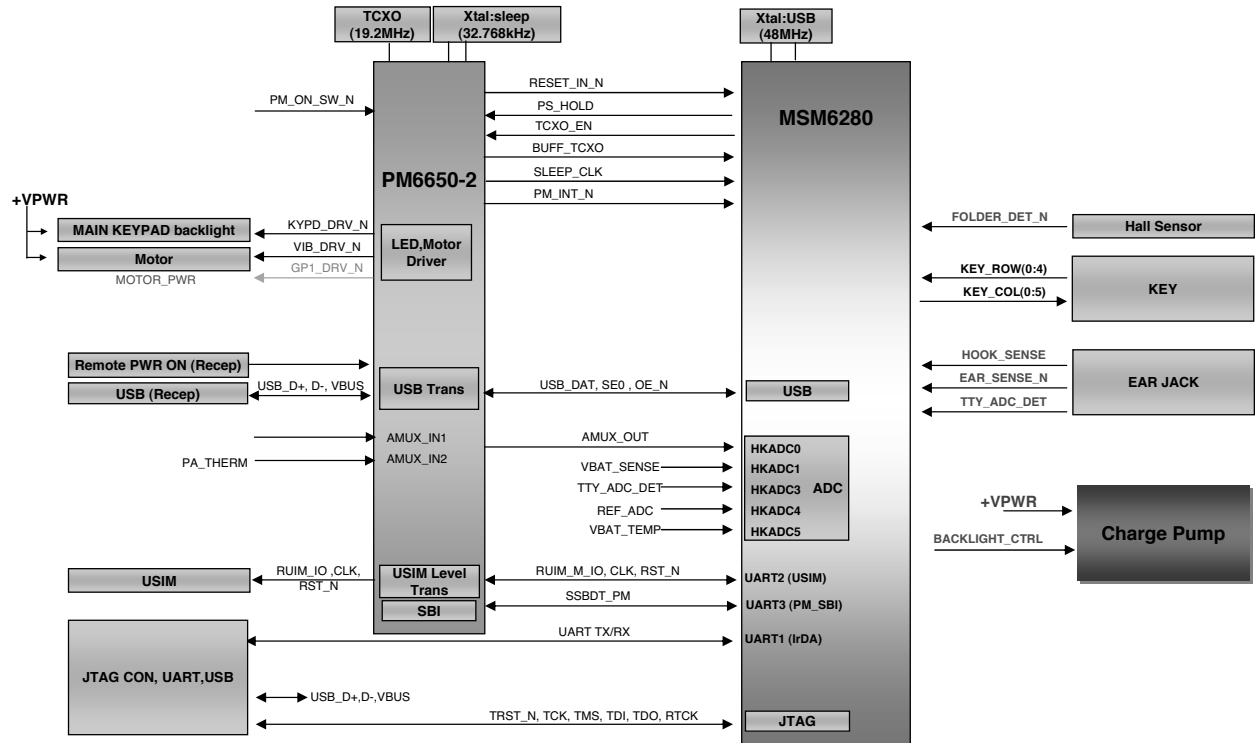 TCXO
(19.2MHz)
Xtal:sleep
(32.768kHz)
Xtal:USB
(48MHz)
PM_ON_SW_N
RESET_IN_N
PS_HOLD
TCXO_EN
BUFF_TCXO
SLEEP_CLK
PM_INT_N
MSM6280
PM6650-2
+VPWR
MAIN KEYPAD backlight
KYPD_DRV_N
Motor
VIB_DRV_N
GP1_DRV_N
MOTOR_PWR
LED,Motor
Driver
FOLDER_DET_N
Hall Sensor
KEY_ROW(0:4)
KEY_COL(0:5)
KEY
Remote PWR ON (Recep)
USB (Recep)
USB_D+, D-, VBUS
USB Trans
USB_DAT, SE0 , OE_N
USB
HOOK_SENSE
EAR_SENSE_N
TTY_ADC_DET
EAR JACK
AMUX_IN1
PA_THERM
AMUX_IN2
AMUX_OUT
VBAT_SENSE
TTY_ADC_DET
REF_ADC
VBAT_TEMP
HKADC0
HKADC1
HKADC3
ADC
HKADC4
HKADC5
+VPWR
BACKLIGHT_CTRL
Charge Pump
USIM
RUIM_IO ,CLK,
RST_N
USIM Level
Trans
SBI
RUIM_M_IO, CLK, RST_N
SSBDT_PM
UART2 (USIM)
UART3 (PM_SBI)
UART TX/RX
UART1 (IrDA)
JTAG CON, UART,USB
USB_D+,D-,VBUS
TRST_N, TCK, TMS, TDI, TDO, RTCK
JTAG